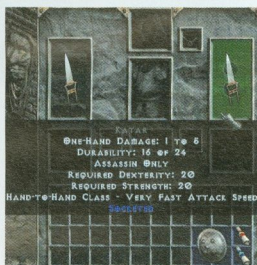 KATAR
ONE-HAND DAMAGE: 1 TO 6
DURABILITY: 16 OF 24
ASSASSIN ONLY
REQUIRED DEXTERITY: 20
REQUIRED STRENGTH: 20
HAND-TO-HAND CLASS - VERY FAST ATTACK SPEED
SOCKETED